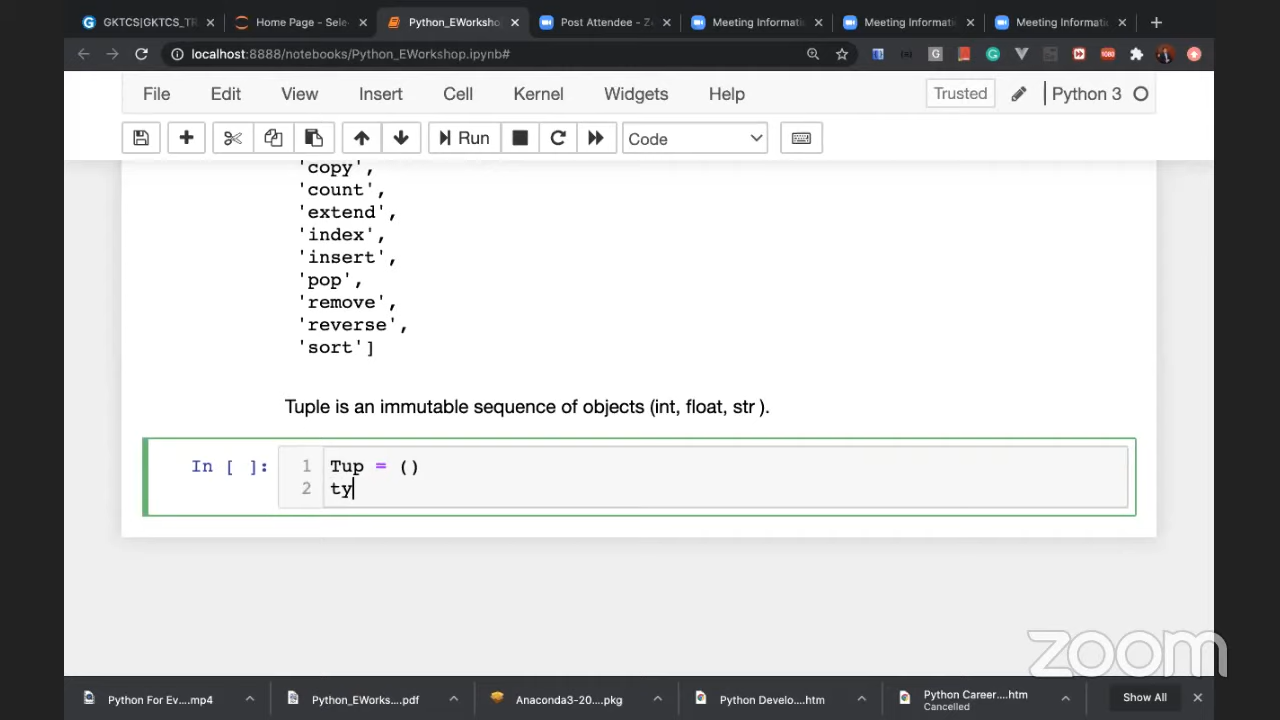 GKTCS|GKTCS_TR
Home Page - Sele
Python_EWorksho
Post Attendee - Z
Meeting Informati
Meeting Informati
Meeting Informati
localhost:8888/notebooks/Python_EWorkshop.ipynb#
File Edit View Insert Cell Kernel Widgets Help Trusted Python 3
Run Code
'copy',
'count',
'extend',
'index',
'insert',
'pop',
'remove',
'reverse',
'sort']
Tuple is an immutable sequence of objects (int, float, str ).
In [ ]: 1 Tup = ()
2 ty
zoom
Python For Ev....mp4
Python_EWorks....pdf
Anaconda3-20....pkg
Python Develo....htm
Python Career....htm
Cancelled
Show All